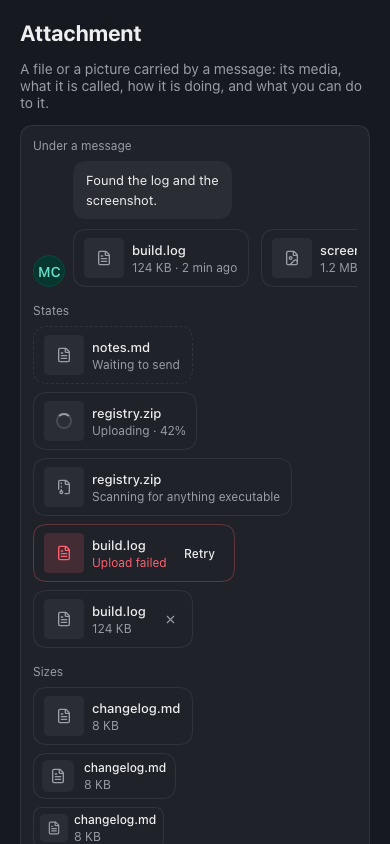 Attachment
A file or a picture carried by a message: its media,
what it is called, how it is doing, and what you can do
to it.
Under a message
Found the log and the
screenshot.
MC
build.log
124 KB · 2 min ago
screer
1.2 MB
States
notes.md
Waiting to send
registry.zip
Uploading · 42%
registry.zip
Scanning for anything executable
build.log
Upload failed
Retry
build.log
124 KB
Sizes
changelog.md
8 KB
changelog.md
8 KB
changelog.md
8 KB